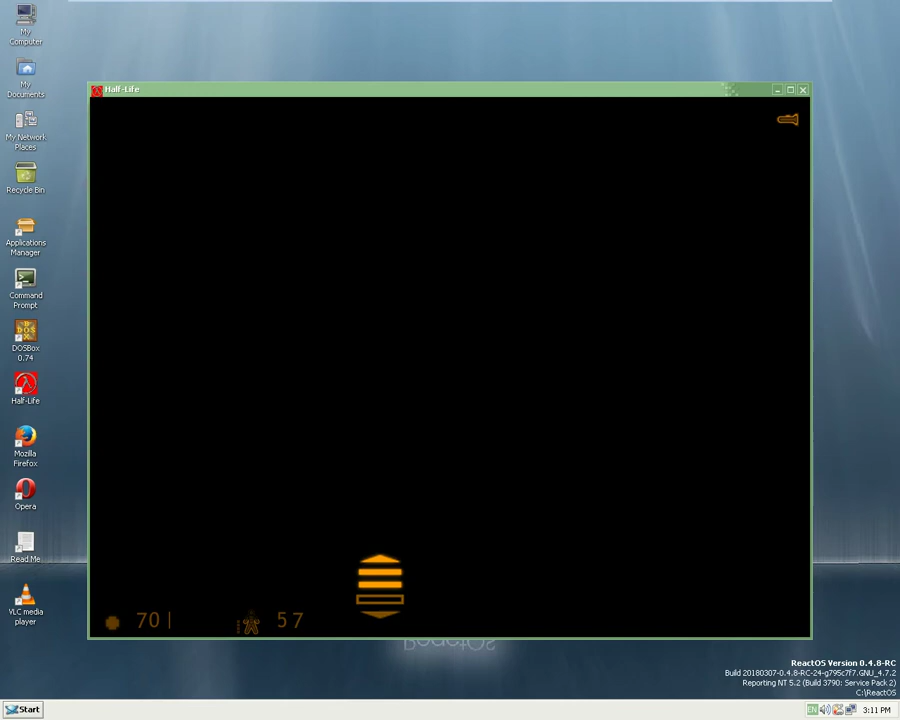 My
Computer
My
Documents
My Network
Places
Recycle Bin
Applications
Manager
Command
Prompt
DOS
BOX
DOSBox
0.74
Half-Life
Mozilla
Firefox
Opera
Read Me
VLC media
player
Half-Life
70|
57
ReactOS
ReactOS Version 0.4.8-RC
Build 20180307-0.4.8-RC-24-g795c7f7.GNU_4.7.2
Reporting NT 5.2 (Build 3790: Service Pack 2)
C:\ReactOS
Start
EN
3:11 PM